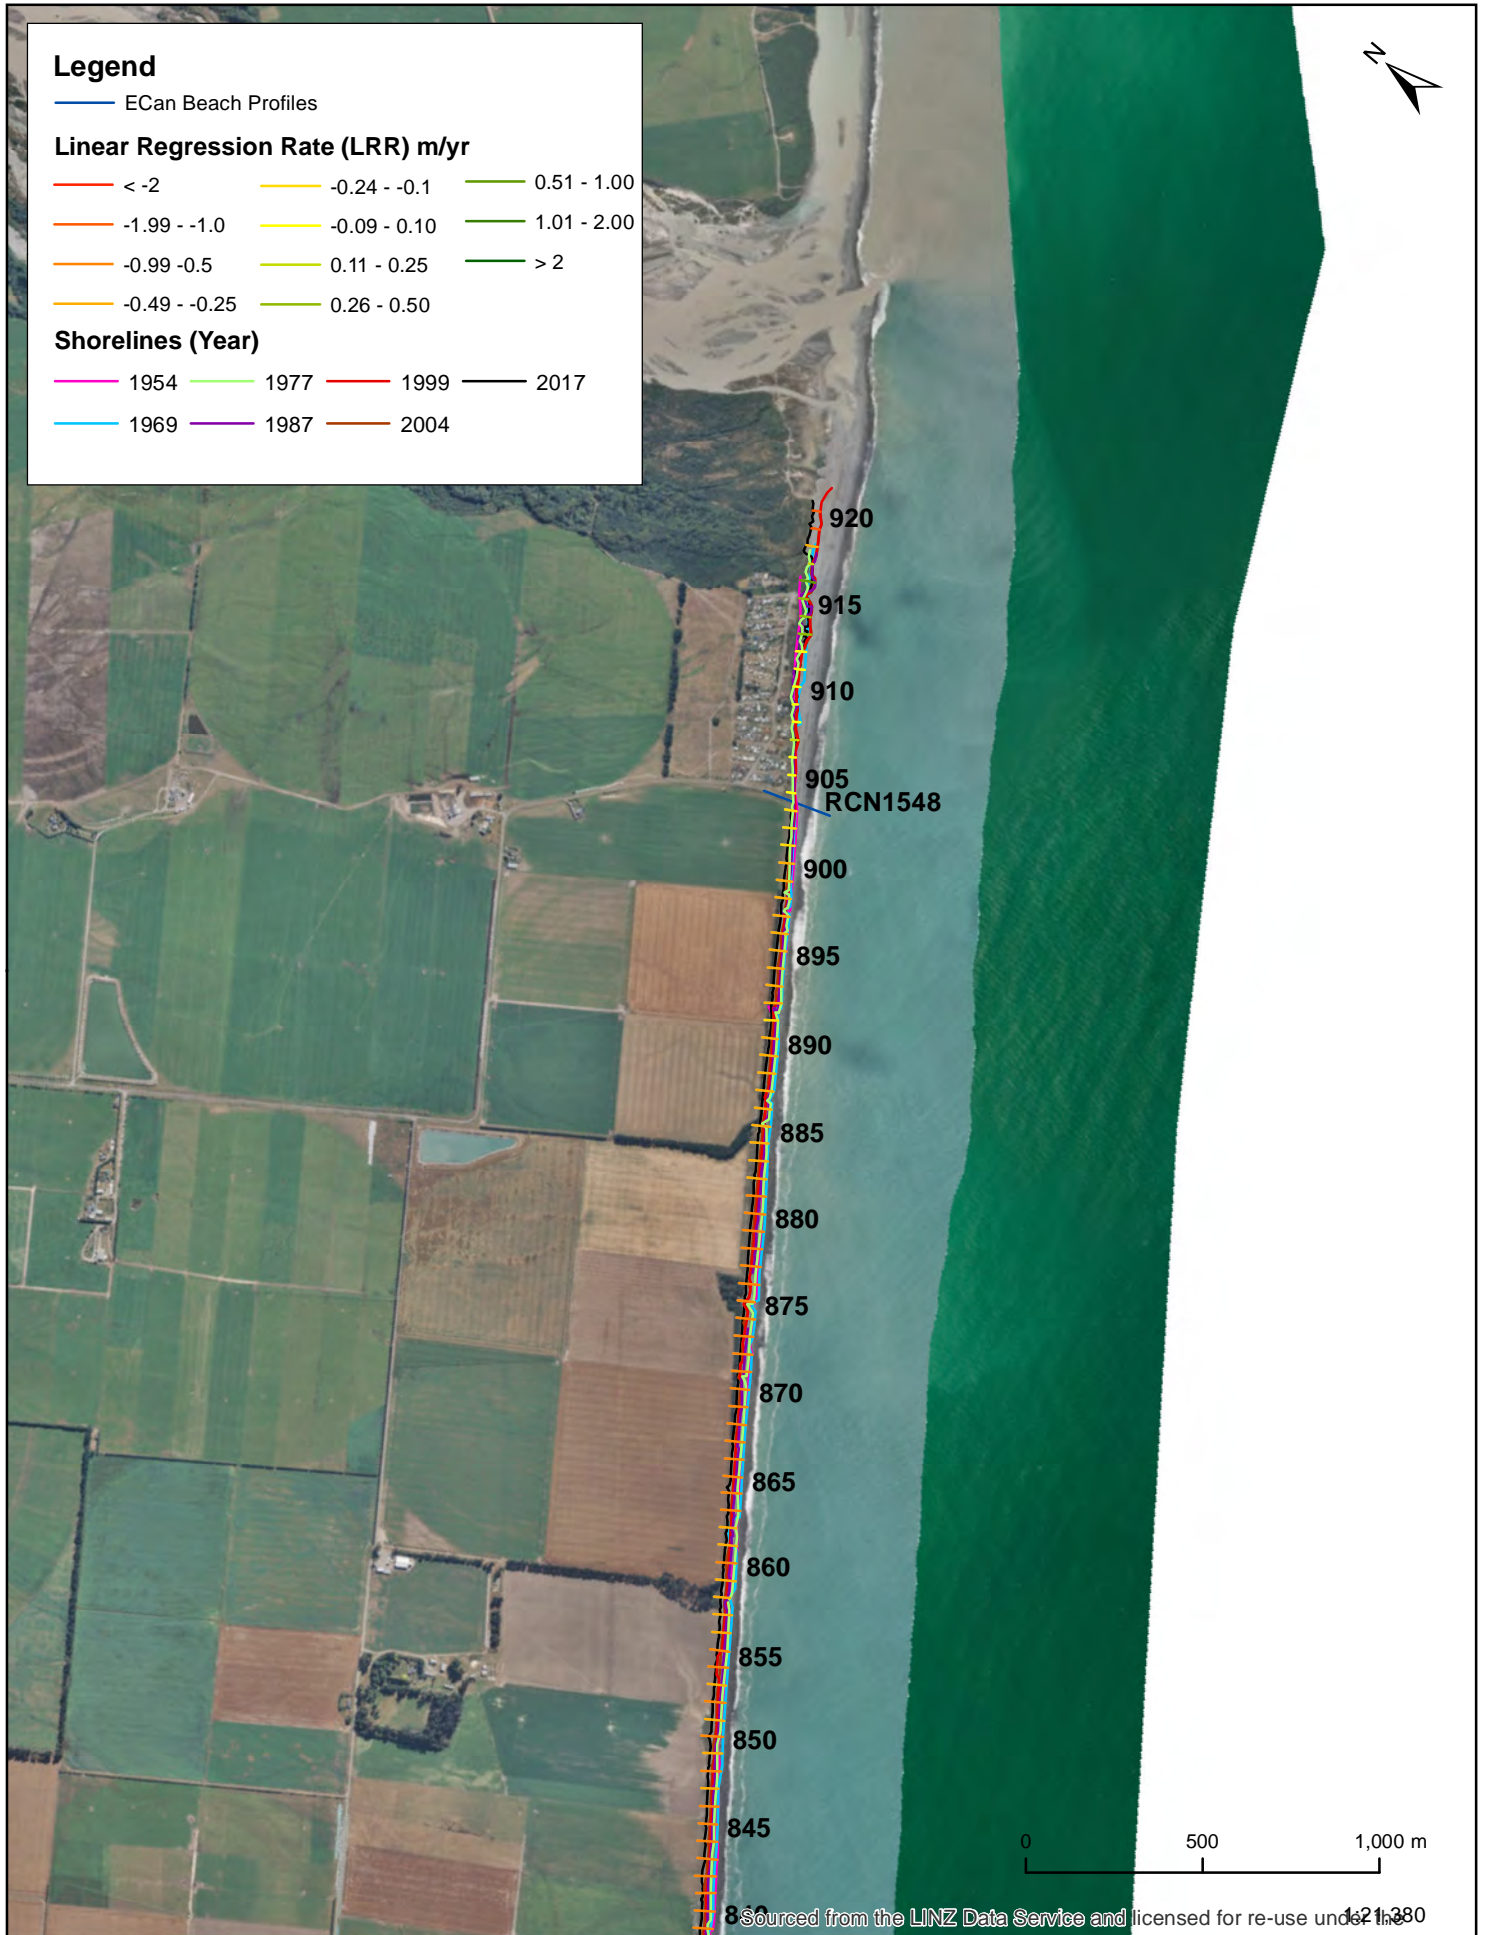 N
Legend
ECan Beach Profiles
Linear Regression Rate (LRR) m/yr
< -2
-0.24 - -0.1
0.51 - 1.00
-1.99 - -1.0
-0.09 - 0.10
1.01 - 2.00
-0.99 -0.5
0.11 - 0.25
> 2
-0.49 - -0.25
0.26 - 0.50
Shorelines (Year)
1954
1977
1999
2017
1969
1987
2004
920
915
910
905
RCN1548
900
895
890
885
880
875
870
865
860
855
850
845
840
0
500
1,000 m
Sourced from the LINZ Data Service and licensed for re-use under the
1:21,380